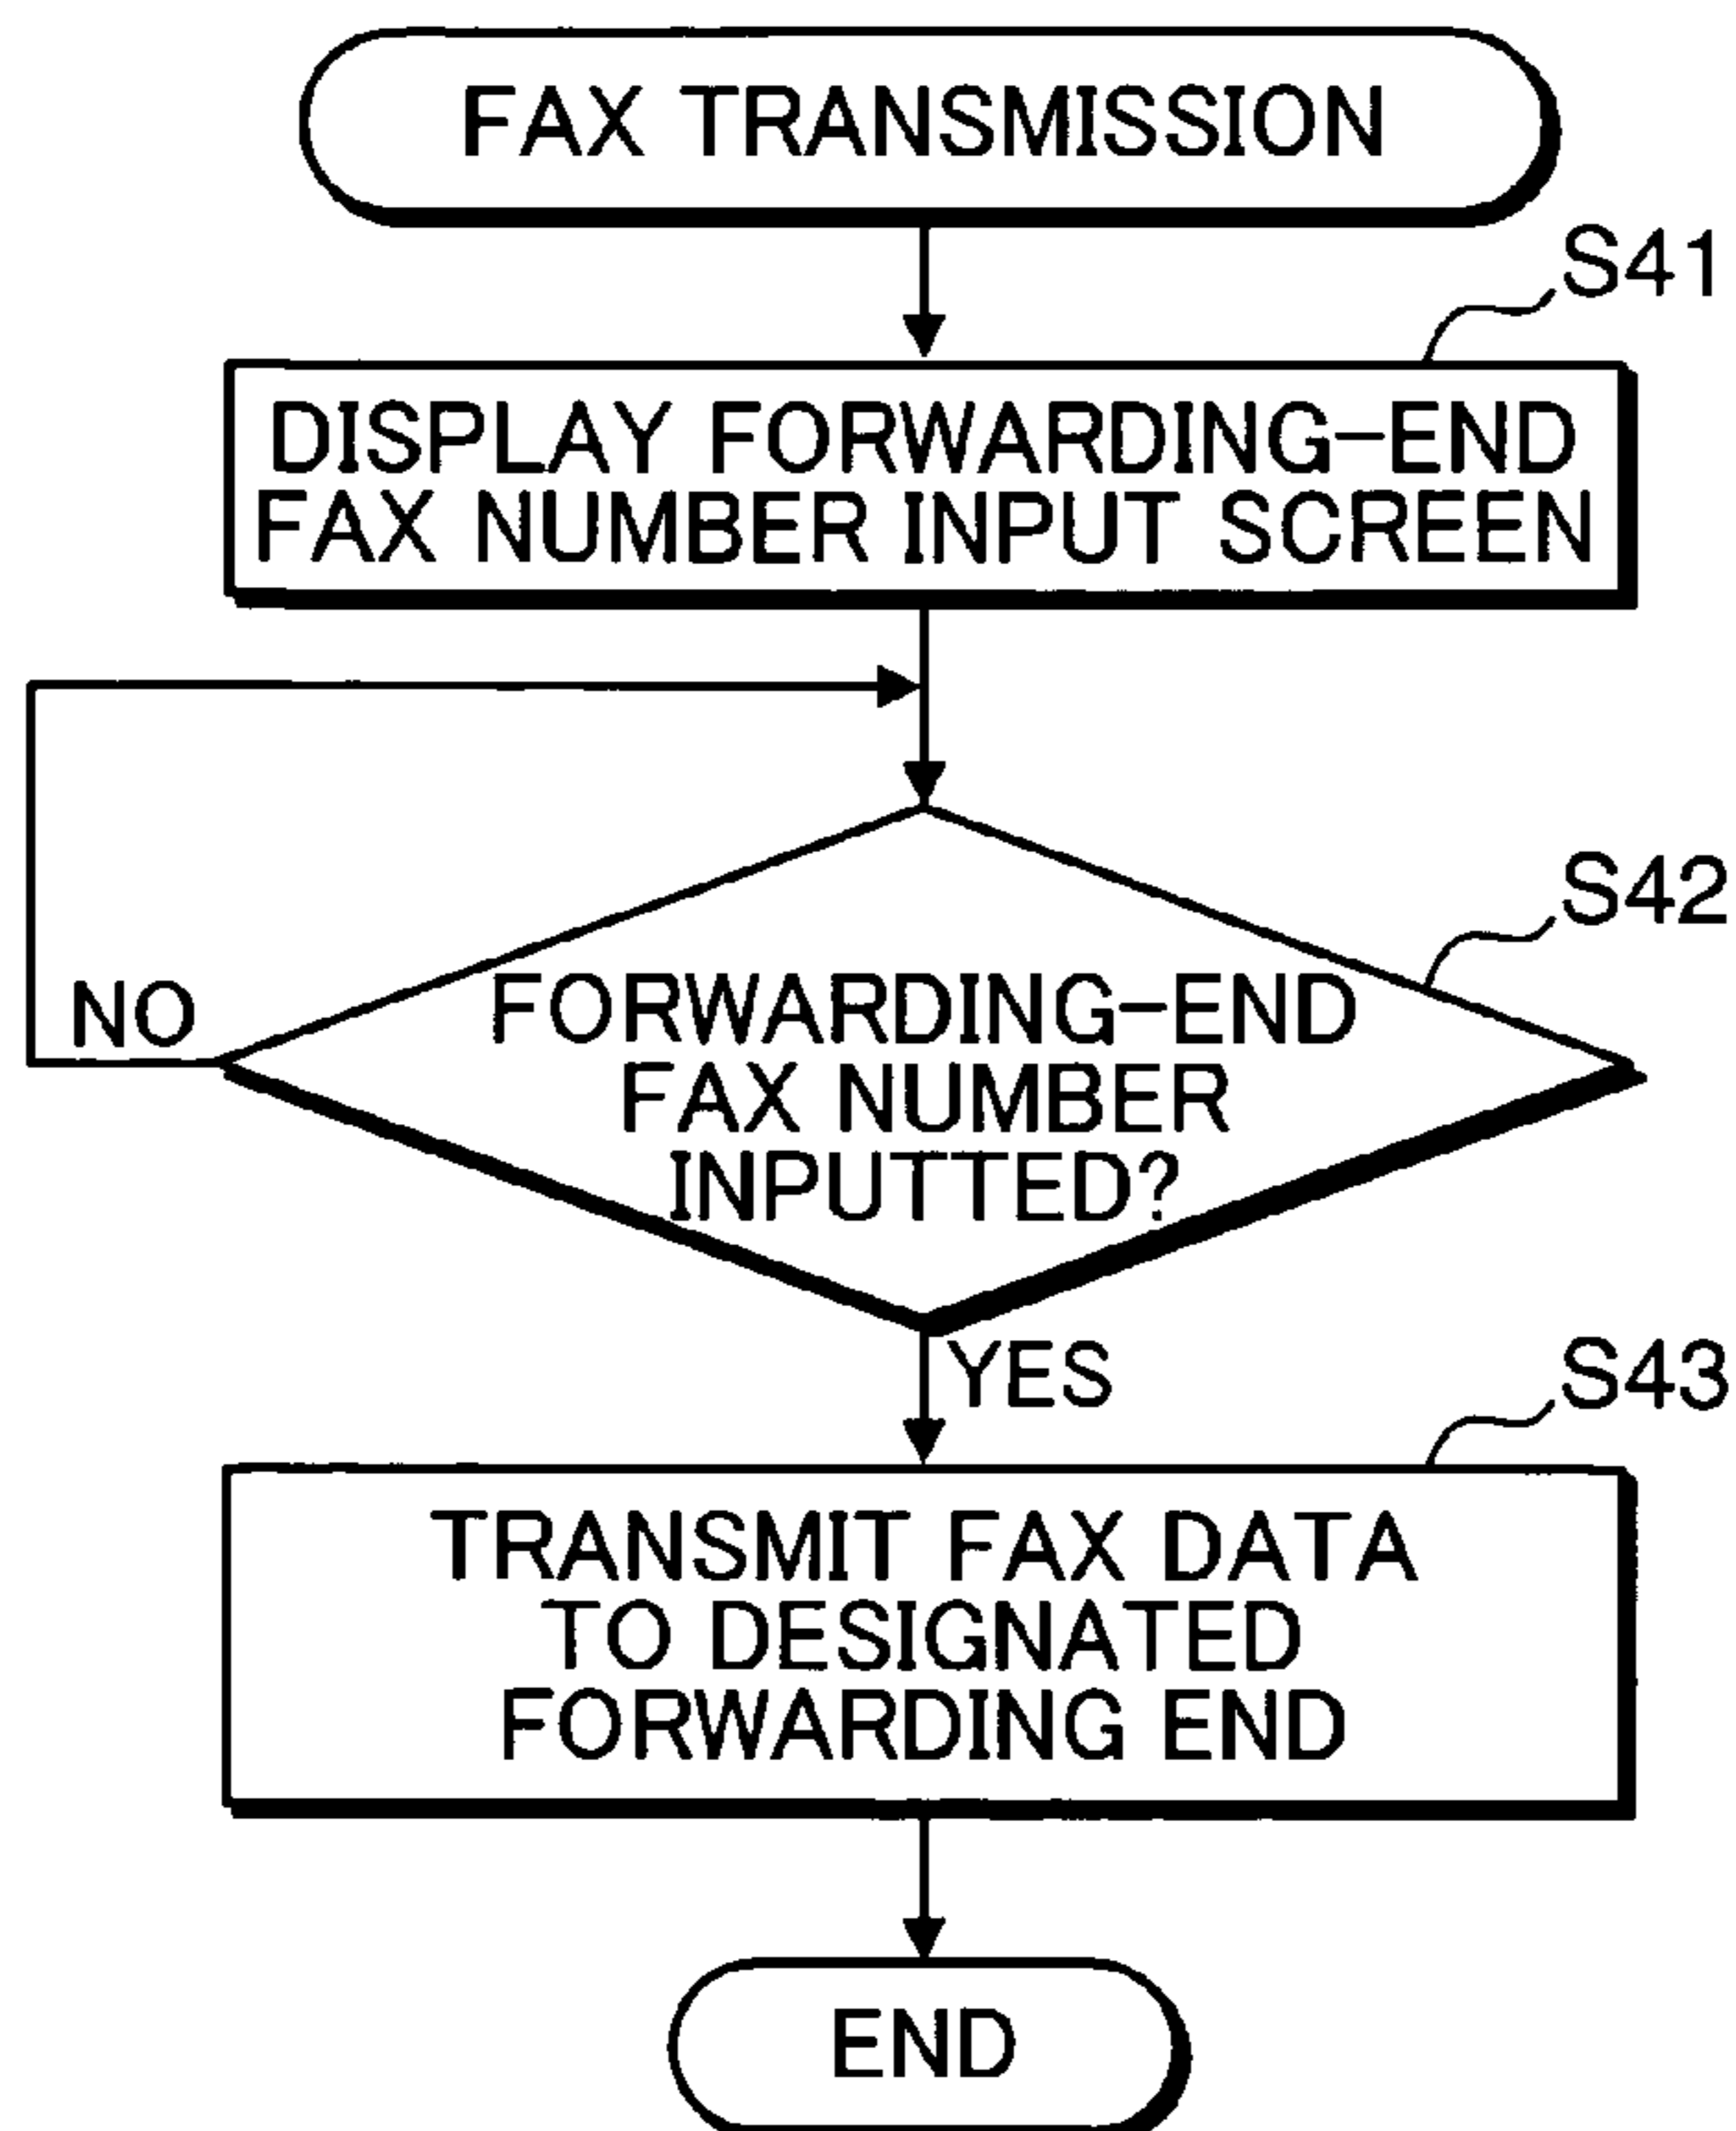 FAX TRANSMISSION
S41
DISPLAY FORWARDING-END
FAX NUMBER INPUT SCREEN
S42
NO
FORWARDING-END
FAX NUMBER
INPUTTED?
YES
S43
TRANSMIT FAX DATA
TO DESIGNATED
FORWARDING END
END